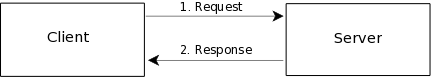 1. Request
Client
Server
2. Response